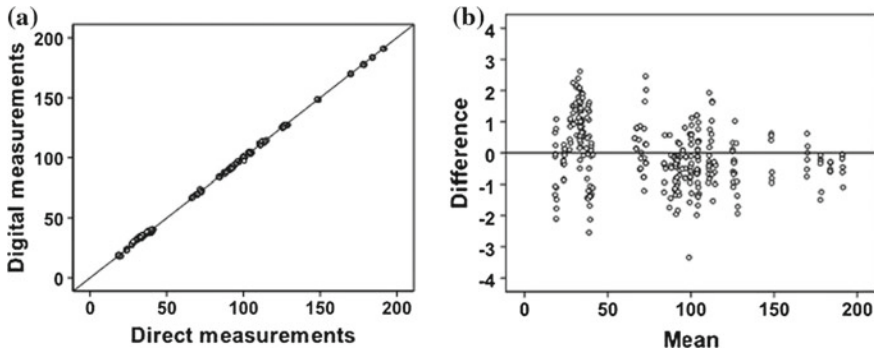 (a)
Digital measurements
200
150
100
50
0
0 50 100 150 200
Direct measurements
(b)
Difference
4
3
2
1
0
-1
-2
-3
-4
0 50 100 150 200
Mean